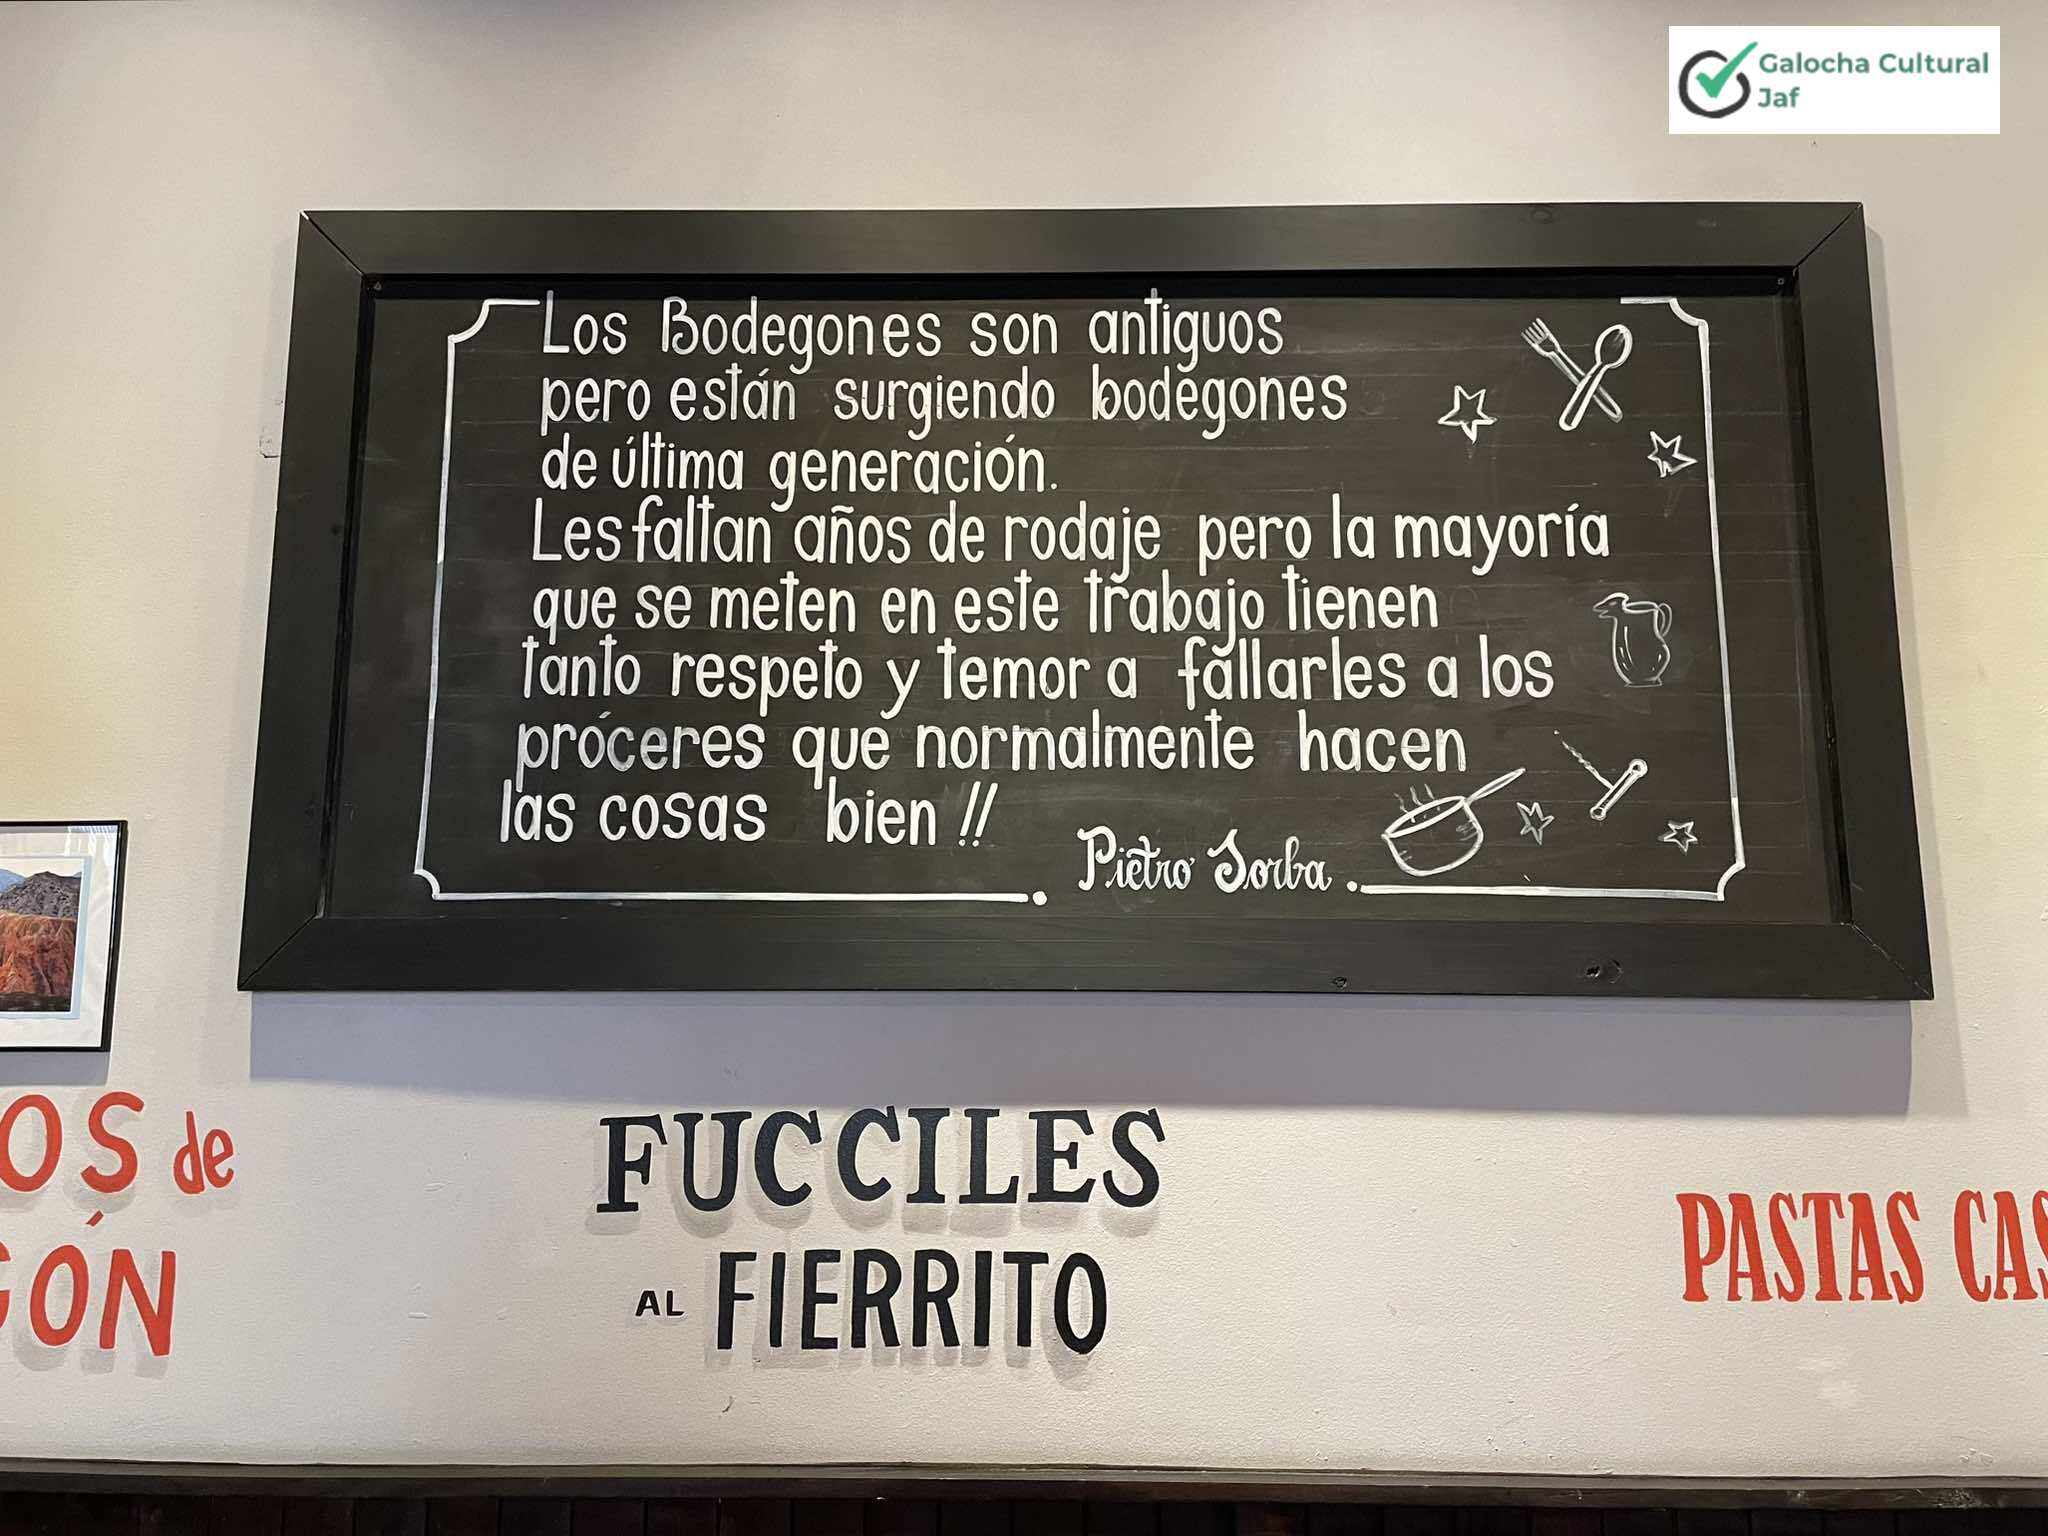 Galocha Cultural
Jaf
Los Bodegones son antiguos
pero están surgiendo bodegones
de última generación.
Les faltan años de rodaje pero la mayoría
que se meten en este trabajo tienen
tanto respeto y temor a fallarles a los
próceres que normalmente hacen
las cosas bien!!
Pietro Sorba
OS de
GÓN
FUCCILES
AL FIERRITO
PASTAS CAS